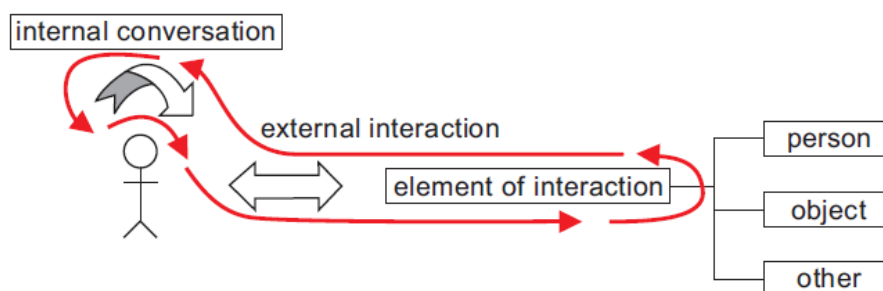 internal conversation
external interaction
person
element of interaction
object
other